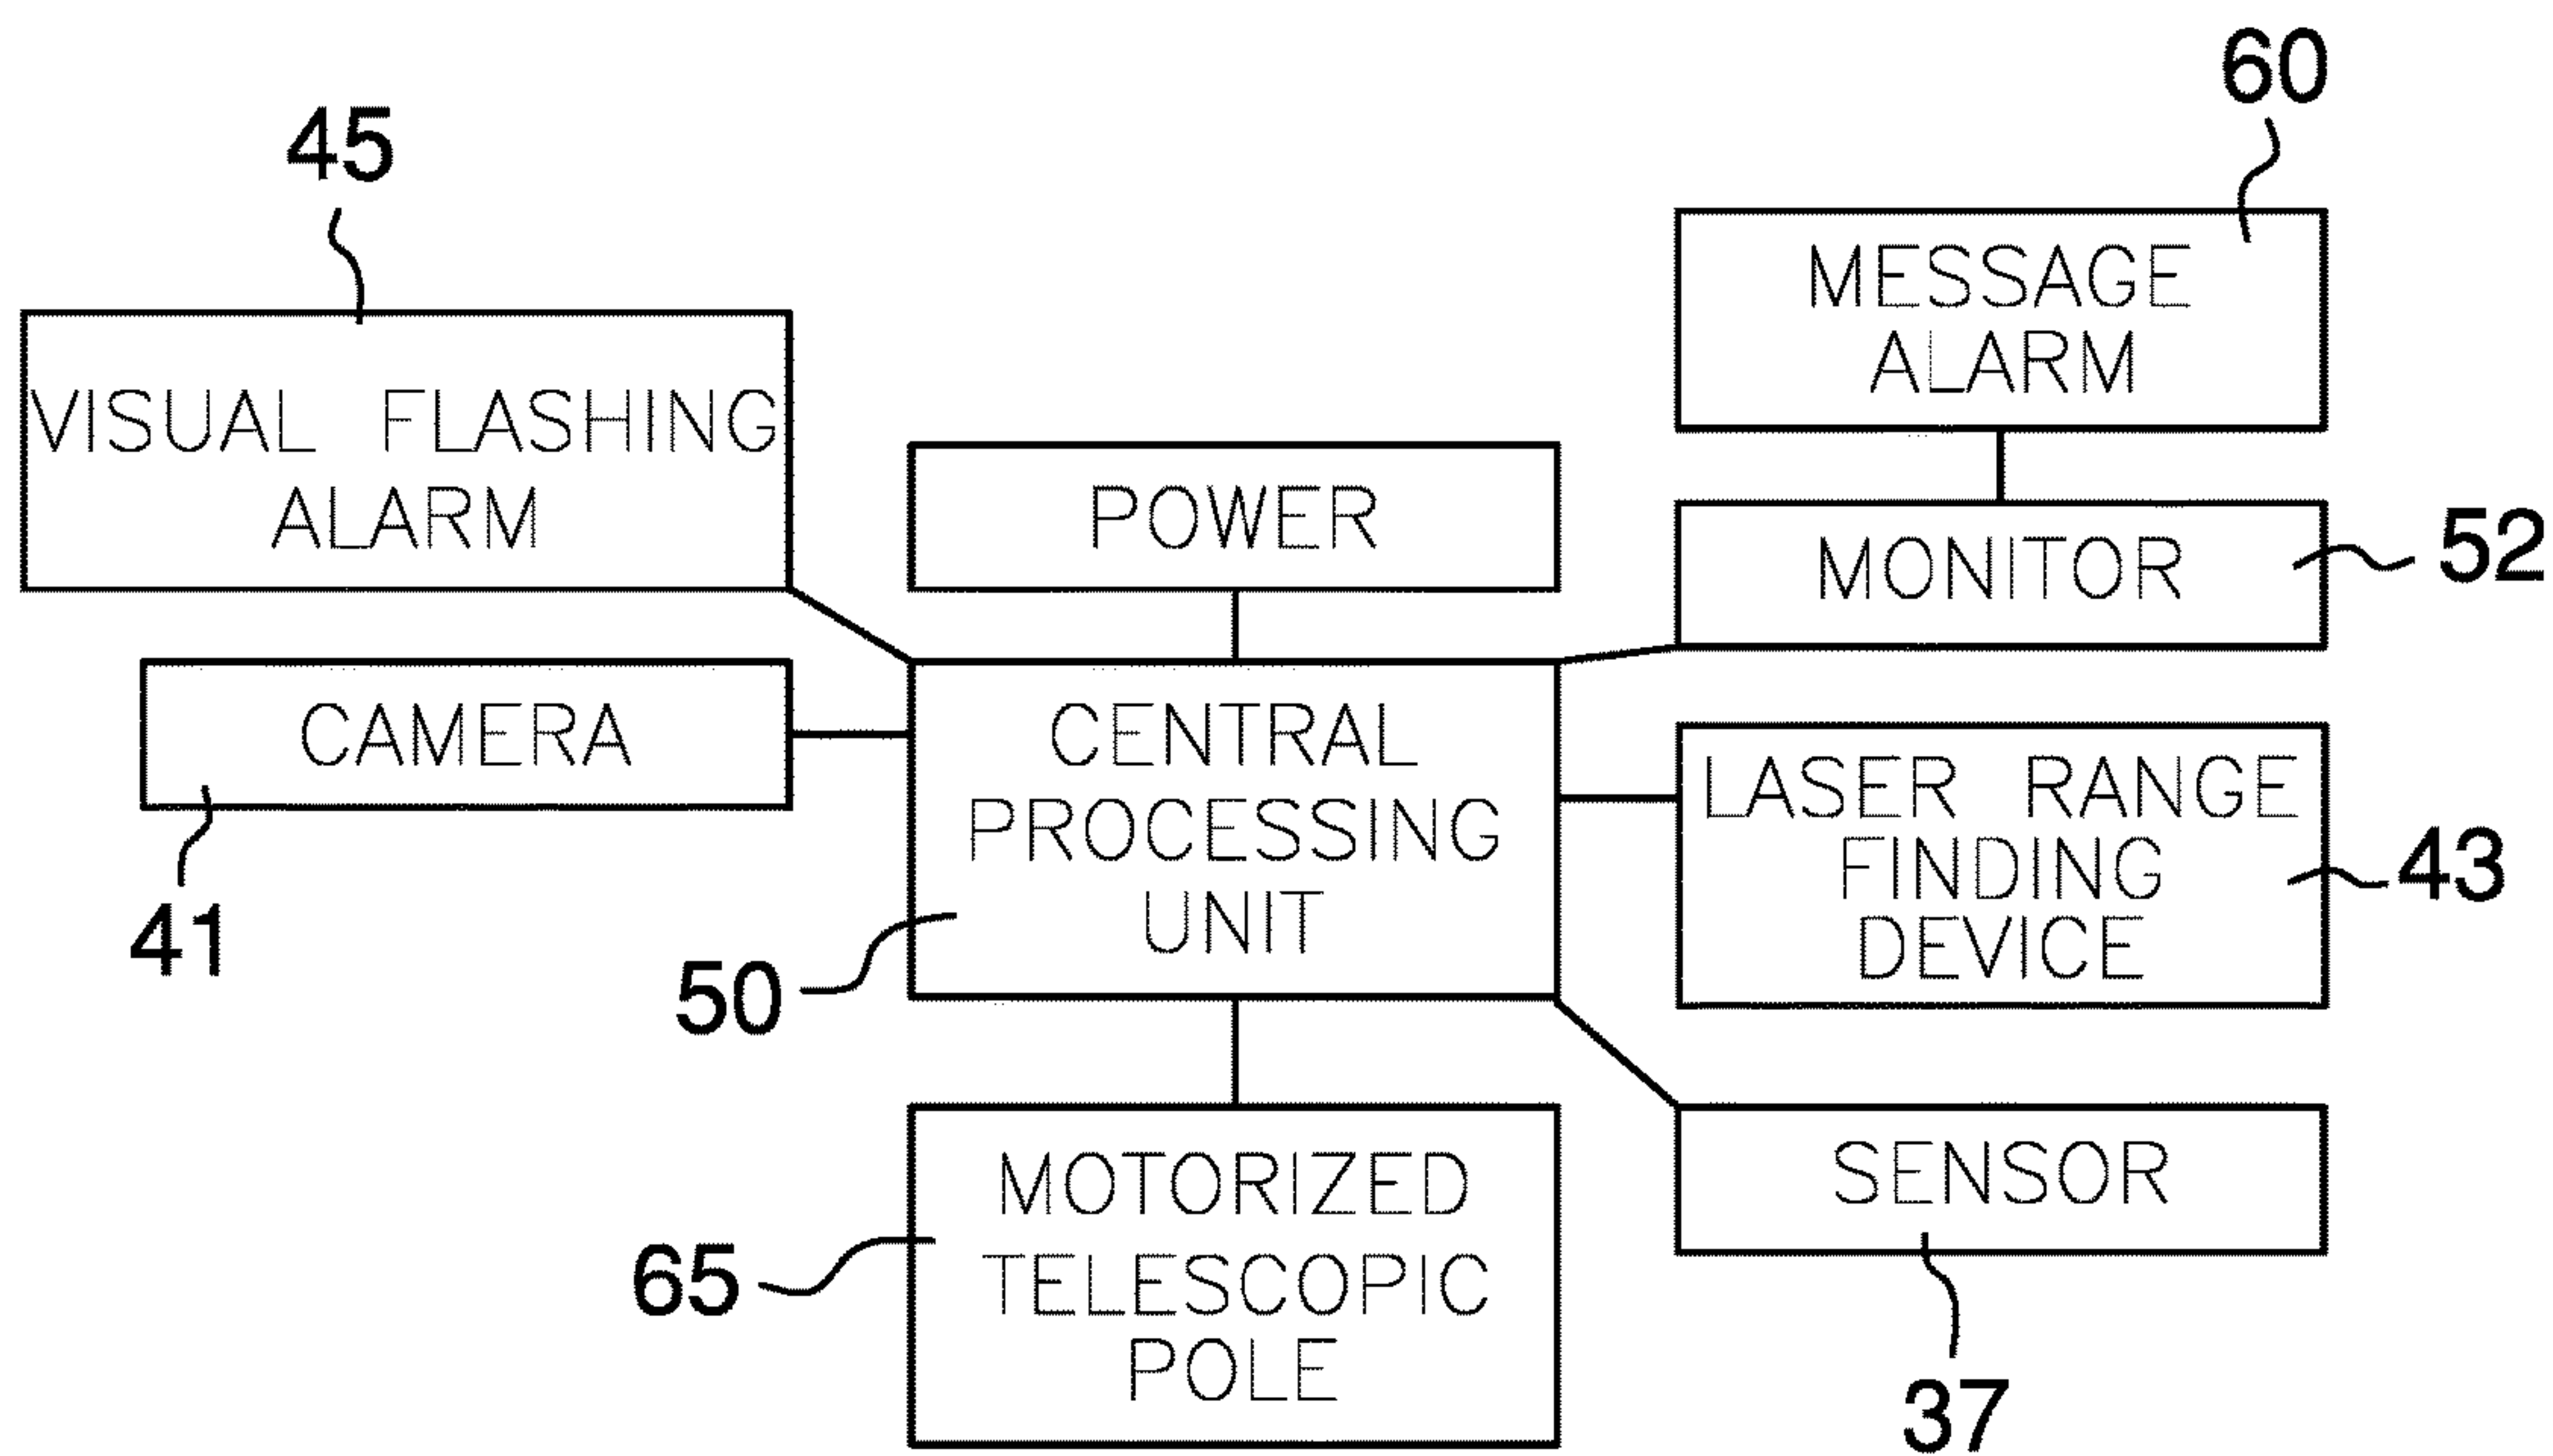 60
45
MESSAGE
ALARM
VISUAL FLASHING
ALARM
POWER
MONITOR
52
CAMERA
41
CENTRAL
PROCESSING
UNIT
50
LASER RANGE
FINDING
DEVICE
43
MOTORIZED
TELESCOPIC
POLE
65
SENSOR
37